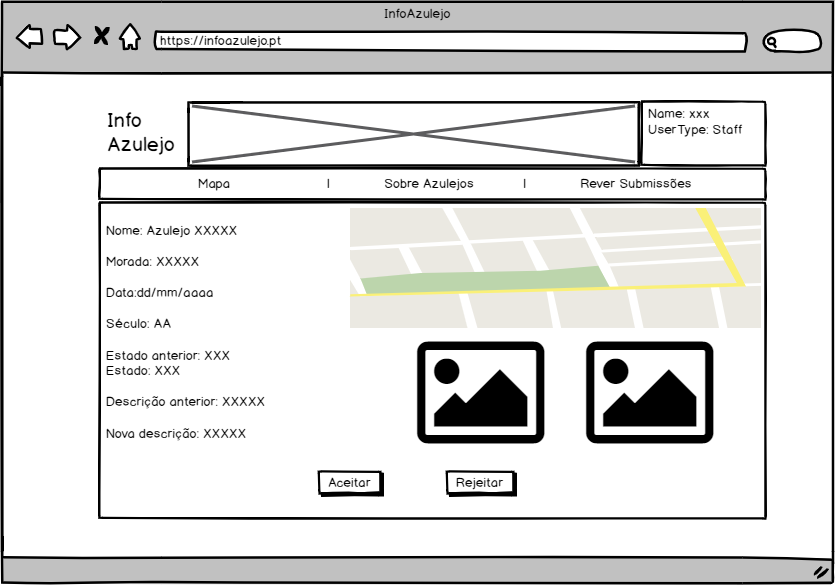 InfoAzulejo
https://infoazulejo.pt
Info
Azulejo
Name: xxx
UserType: Staff
Mapa | Sobre Azulejos | Rever Submissões
Nome: Azulejo XXXXX
Morada: XXXXX
Data:dd/mm/aaaa
Século: AA
Estado anterior: XXX
Estado: XXX
Descrição anterior: XXXXX
Nova descrição: XXXXX
Aceitar
Rejeitar